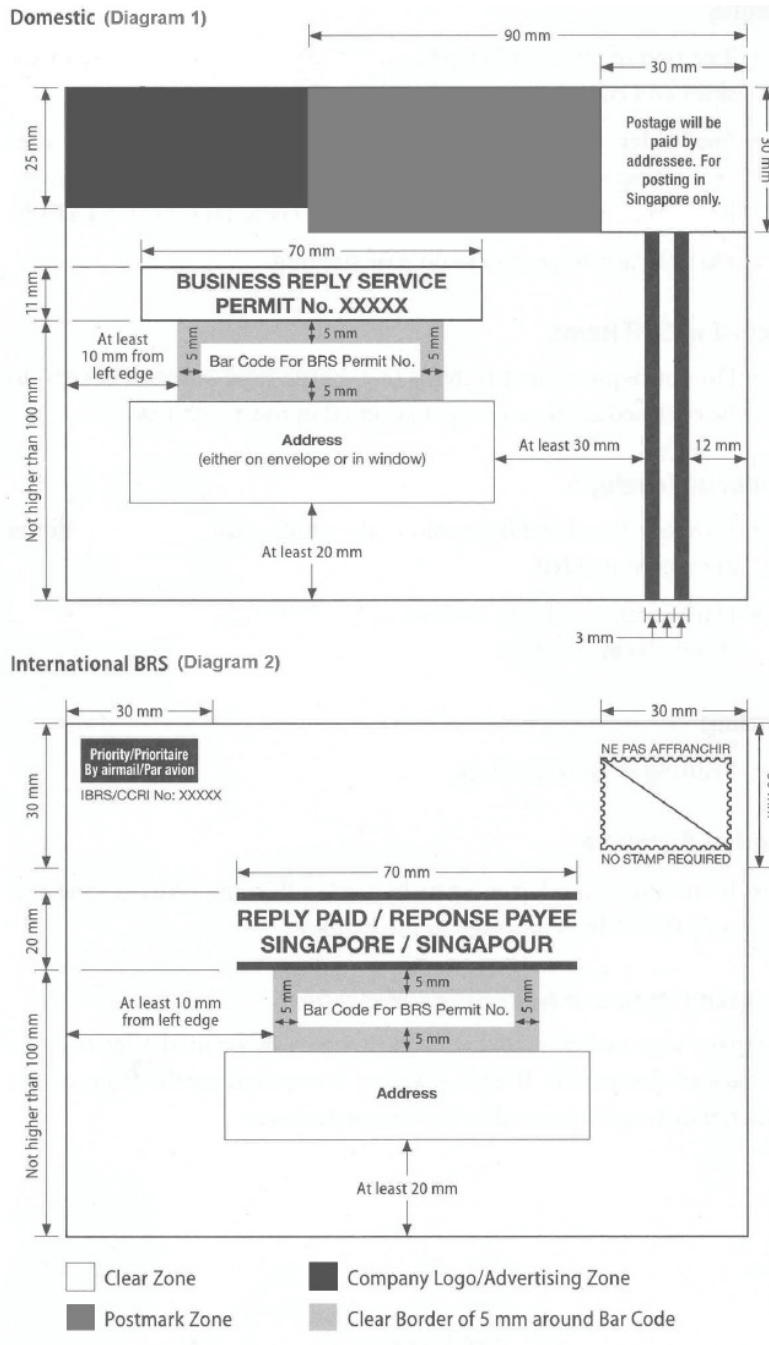 Domestic (Diagram 1)
90 mm
30 mm
25 mm
Postage will be
paid by
addressee. For
posting in
Singapore only.
30 mm
70 mm
11 mm
BUSINESS REPLY SERVICE
PERMIT No. XXXXX
At least
10 mm from
left edge
5 mm
5 mm
Bar Code For BRS Permit No.
5 mm
5 mm
Not higher than 100 mm
Address
(either on envelope or in window)
At least 30 mm
12 mm
At least 20 mm
3 mm
International BRS (Diagram 2)
30 mm
30 mm
30 mm
Priority/Prioritaire
By airmail/Par avion
IBRS/CCRI No: XXXXX
NE PAS AFFRANCHIR
NO STAMP REQUIRED
70 mm
20 mm
REPLY PAID / REPONSE PAYEE
SINGAPORE / SINGAPOUR
At least 10 mm
from left edge
5 mm
5 mm
Bar Code For BRS Permit No.
5 mm
5 mm
Not higher than 100 mm
Address
At least 20 mm
Clear Zone
Company Logo/Advertising Zone
Postmark Zone
Clear Border of 5 mm around Bar Code